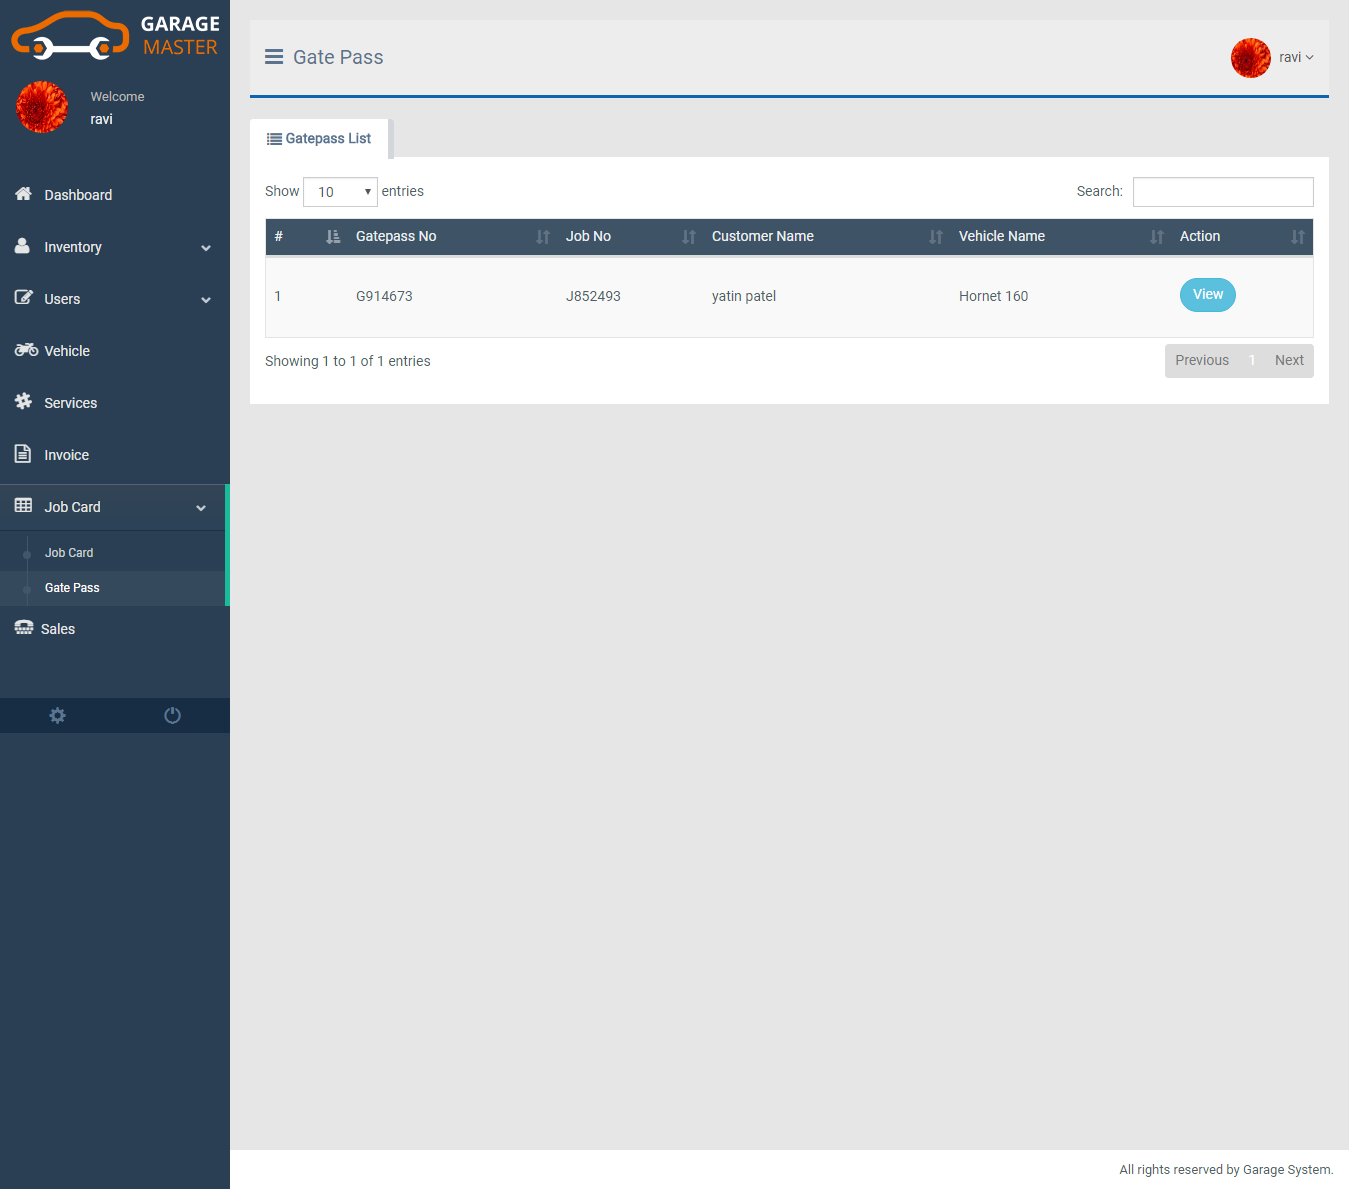 GARAGE
MASTER
Welcome
ravi
Dashboard
Inventory
Users
Vehicle
Services
Invoice
Job Card
Job Card
Gate Pass
Sales
Gate Pass
ravi
Gatepass List
Show 10 entries
Search:
# Gatepass No Job No Customer Name Vehicle Name Action
1 G914673 J852493 yatin patel Hornet 160 View
Showing 1 to 1 of 1 entries
Previous 1 Next
All rights reserved by Garage System.